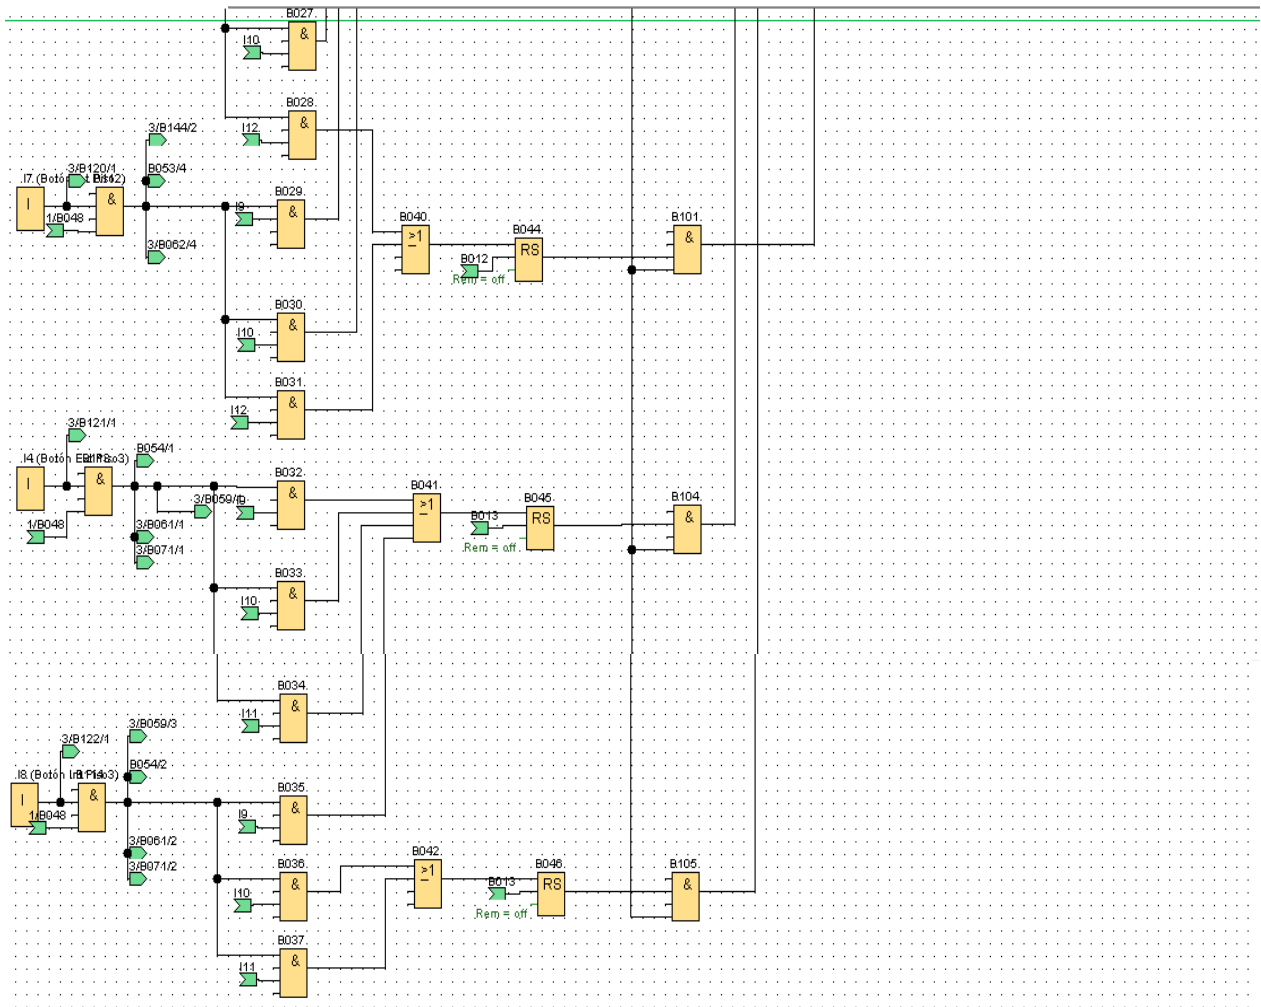 B027
&
I10
B028
&
I12
3/B144/2
3/B120/1
B053/4
I7 (Botón
&
I
1/B048
3/B062/4
B029
&
I9
B040
>1
B044
RS
B012
Rem = off
B101
&
B030
&
I10
B031
&
I12
3/B121/1
B054/1
I4 (Botón Ext Piso3)
&
I
1/B048
3/B059/1
3/B061/1
3/B071/1
B032
&
I9
B041
>1
B045
RS
B013
Rem = off
B104
&
B033
&
I10
B034
&
I11
3/B059/3
3/B122/1
B054/2
I8 (Botón Int Piso3)
&
I
1/B048
3/B061/2
3/B071/2
B035
&
I9
B036
&
I10
B042
>1
B046
RS
B013
Rem = off
B105
&
B037
&
I11